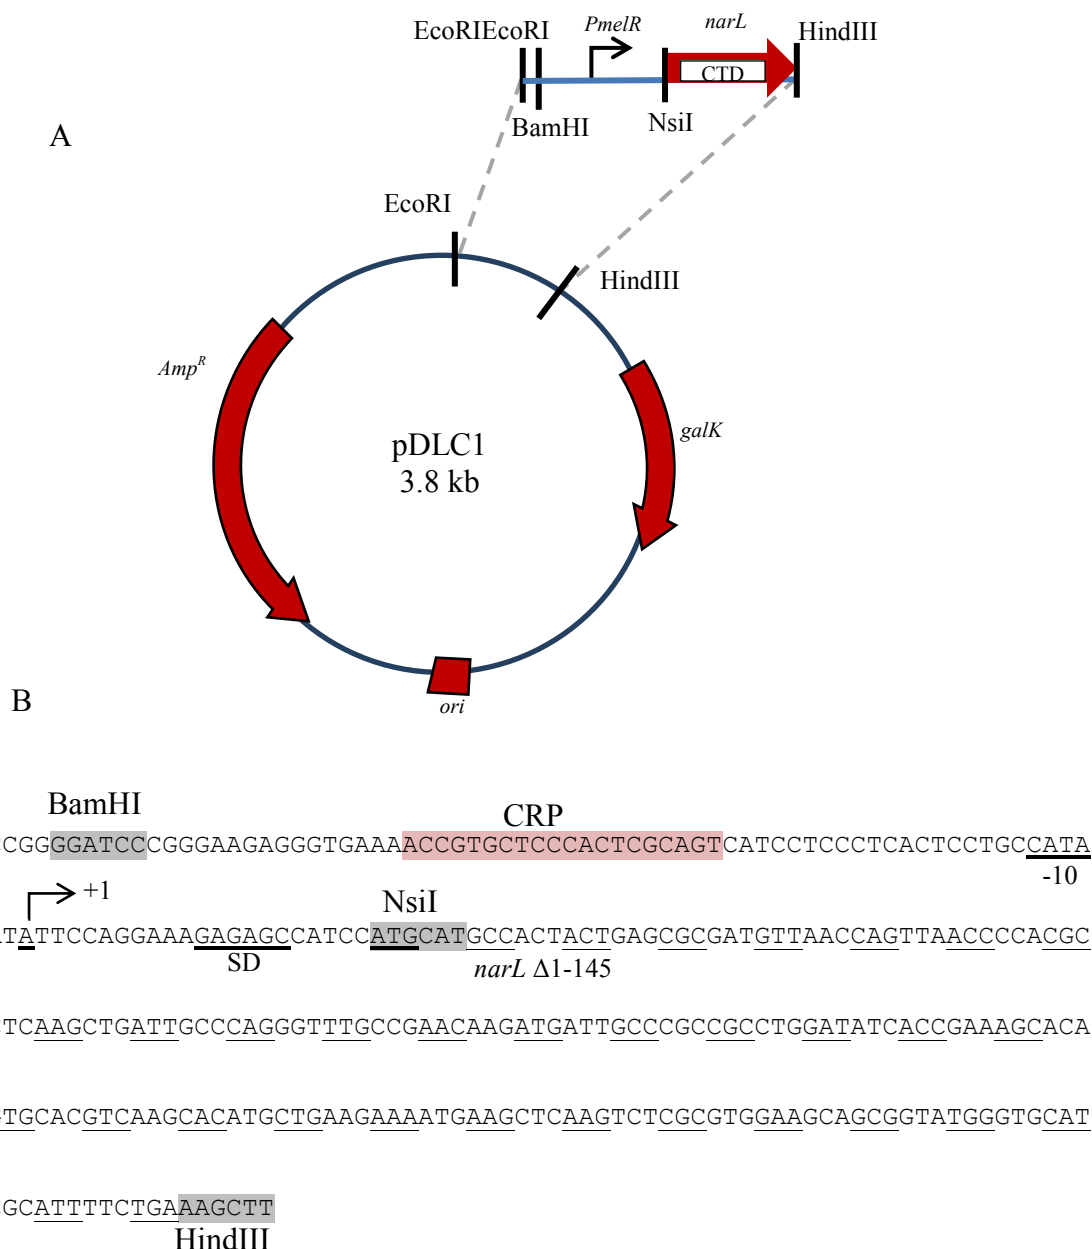 A
EcoRIEcoRI
PmelR
narL
HindIII
CTD
BamHI
NsiI
EcoRI
HindIII
Amp^R
galK
pDLC1
3.8 kb
ori
B
BamHI
CRP
CGGGGATCCCGGGAAGAGGGTGAAAACCGTGCTCCCACTCGCAGTCATCCTCCCTCACTCCTGCCATA
-10
+1
NsiI
TATTCCAGGAAAGAGAGCCATCCATGCATGCCACTACTGAGCGCGATGTTAACCAGTTAACCCCACGC
SD
narL Δ1-145
TCAAGCTGATTGCCCAGGGTTTGCCGAACAAGATGATTGCCCGCCGCCTGGATATCACCGAAAGCACA
TGCACGTCAAGCACATGCTGAAGAAAATGAAGCTCAAGTCTCGCGTGGAAGCAGCGGTATGGGTGCAT
GCATTTTCTGAAAGCTT
HindIII